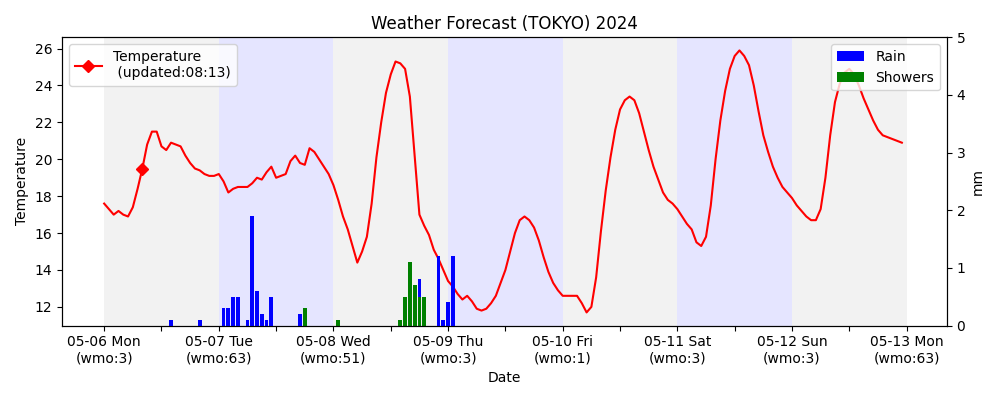 Weather Forecast (TOKYO) 2024
Temperature
(updated:08:13)
Rain
Showers
26
24
22
20
18
16
14
12
Temperature
5
4
3
2
1
0
mm
05-06 Mon
(wmo:3)
05-07 Tue
(wmo:63)
05-08 Wed
(wmo:51)
05-09 Thu
(wmo:3)
05-10 Fri
(wmo:1)
05-11 Sat
(wmo:3)
05-12 Sun
(wmo:3)
05-13 Mon
(wmo:63)
Date